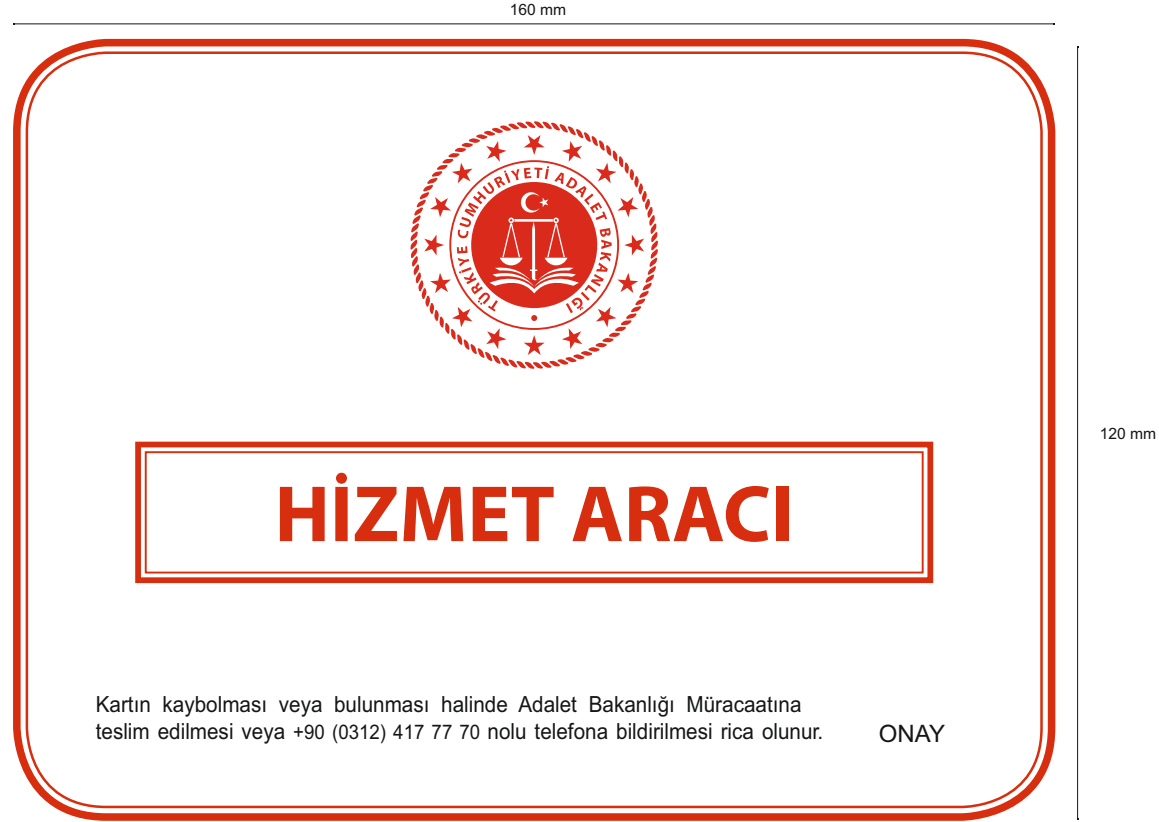 160 mm
TÜRKİYE CUMHURİYETİ ADALET BAKANLIĞI
120 mm
HİZMET ARACI
Kartın kaybolması veya bulunması halinde Adalet Bakanlığı Müracaatına
teslim edilmesi veya +90 (0312) 417 77 70 nolu telefona bildirilmesi rica olunur.
ONAY